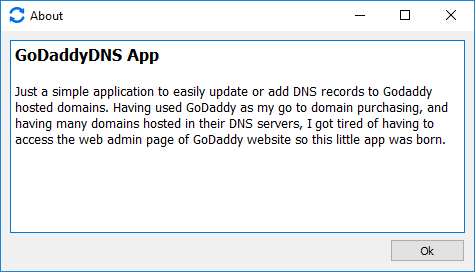 About
GoDaddyDNS App
Just a simple application to easily update or add DNS records to Godaddy
hosted domains. Having used GoDaddy as my go to domain purchasing, and
having many domains hosted in their DNS servers, I got tired of having to
access the web admin page of GoDaddy website so this little app was born.
Ok